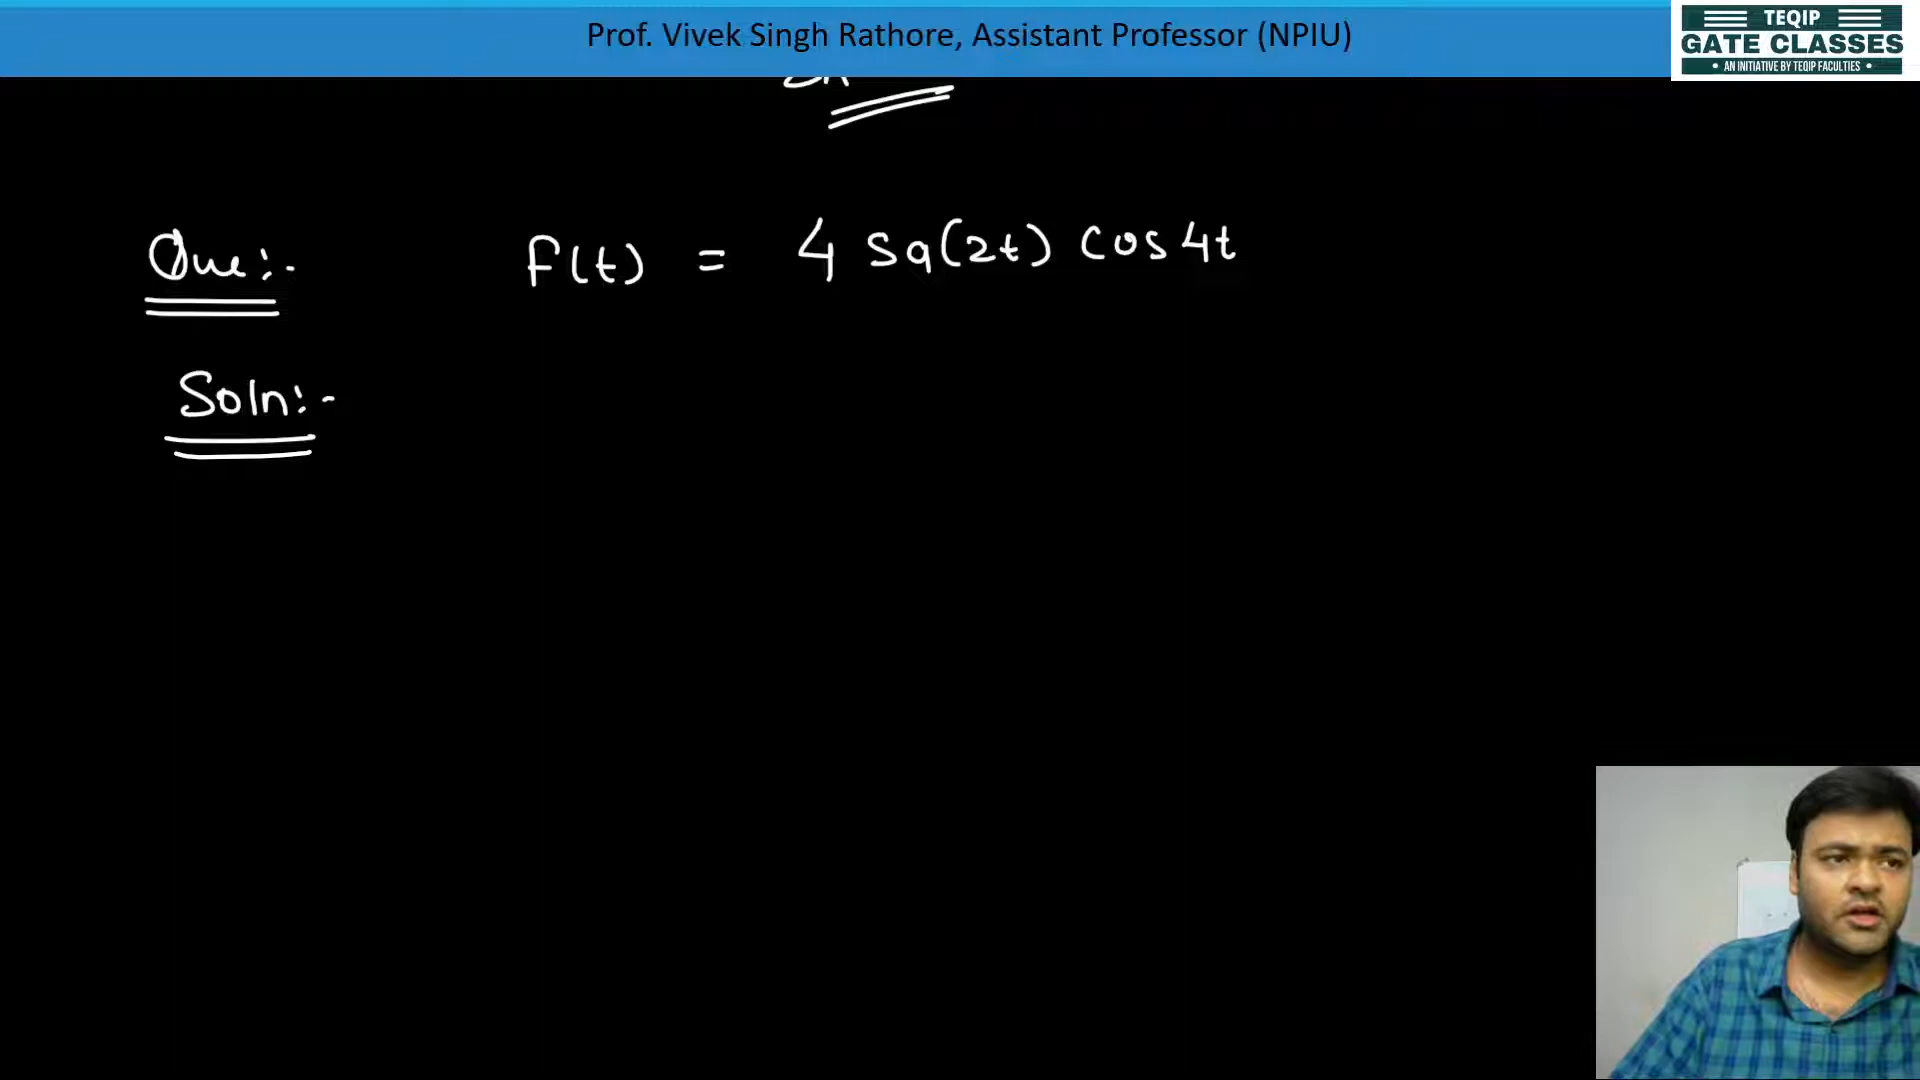 Prof. Vivek Singh Rathore, Assistant Professor (NPIU)
TEQIP
GATE CLASSES
• AN INITIATIVE BY TEQIP FACULTIES •
Que:- f(t) = 4 Sa(2t) cos 4t
Soln:-